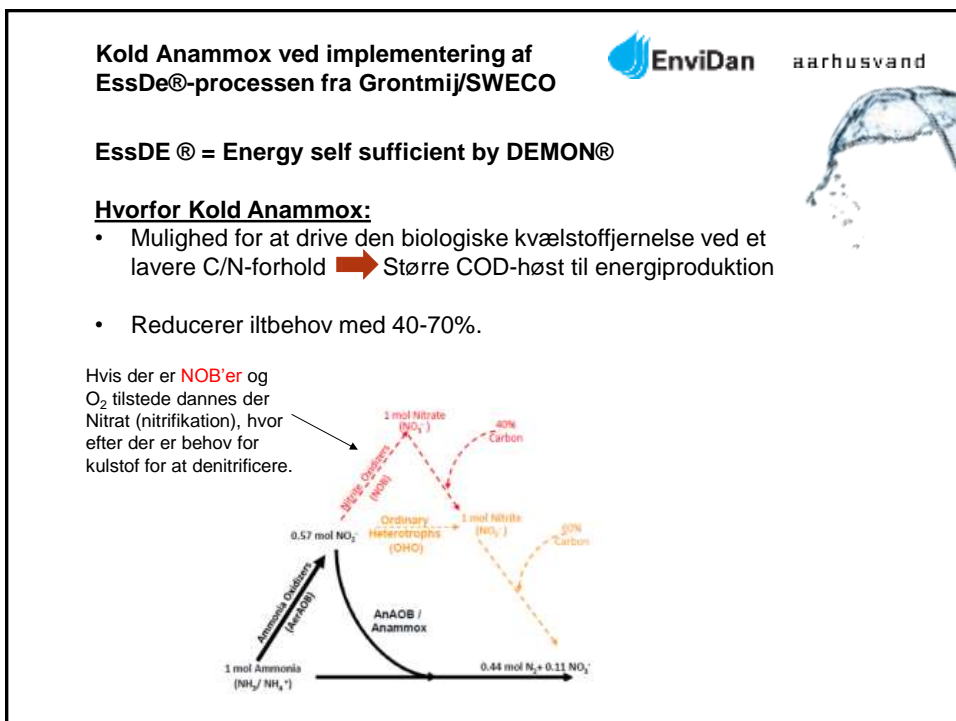 Kold Anammox ved implementering af
EssDe®-processen fra Grontmij/SWECO
EnviDan
aarhusvand
EssDE ® = Energy self sufficient by DEMON®
Hvorfor Kold Anammox:
• Mulighed for at drive den biologiske kvælstoffjernelse ved et
lavere C/N-forhold Større COD-høst til energiproduktion
• Reducerer iltbehov med 40-70%.
Hvis der er NOB'er og
O₂ tilstede dannes der
Nitrat (nitrifikation), hvor
efter der er behov for
kulstof for at denitrificere.
1 mol Nitrate
(NO₃⁻)
40%
Carbon
Nitrite Oxidizers
(NOB)
0.57 mol NO₂⁻
Ordinary
Heterotrophs
(OHO)
1 mol Nitrite
(NO₂⁻)
60%
Carbon
Ammonia Oxidizers
(AerAOB)
AnAOB /
Anammox
1 mol Ammonia
(NH₃/ NH₄⁺)
0.44 mol N₂+ 0.11 NO₃⁻